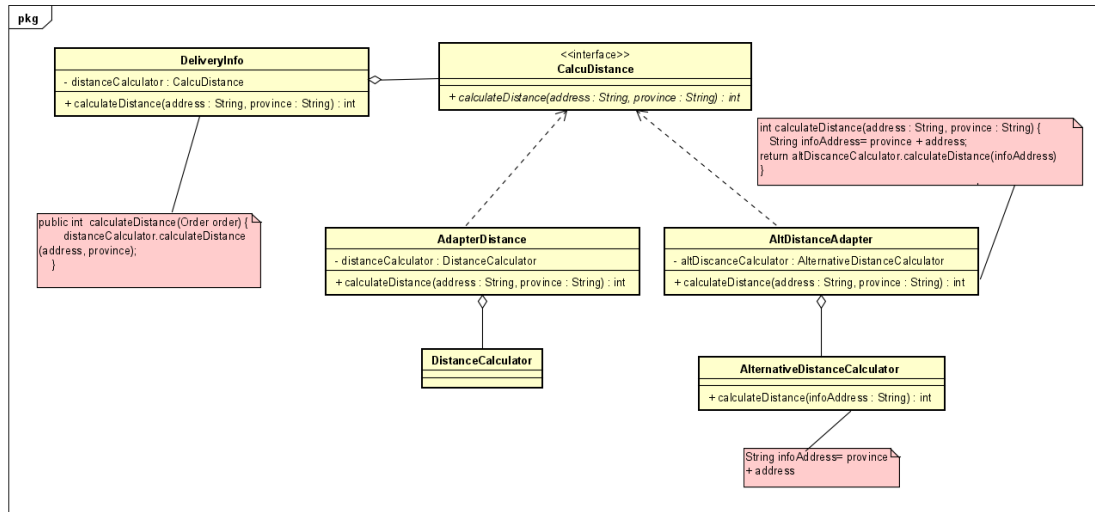 pkg
DeliveryInfo
- distanceCalculator : CalcuDistance
+ calculateDistance(address : String, province : String) : int
<<interface>>
CalcuDistance
+ calculateDistance(address : String, province : String) : int
int calculateDistance(address : String, province : String) {
String infoAddress= province + address;
return altDiscanceCalculator.calculateDistance(infoAddress)
}
public int calculateDistance(Order order) {
distanceCalculator.calculateDistance
(address, province);
}
AdapterDistance
- distanceCalculator : DistanceCalculator
+ calculateDistance(address : String, province : String) : int
AltDistanceAdapter
- altDiscanceCalculator : AlternativeDistanceCalculator
+ calculateDistance(address : String, province : String) : int
DistanceCalculator
AlternativeDistanceCalculator
+ calculateDistance(infoAddress : String) : int
String infoAddress= province
+ address